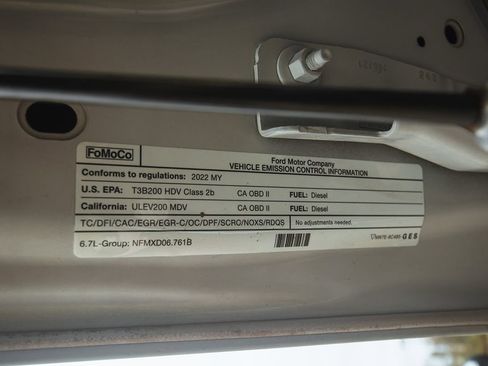 FoMoCo
Ford Motor Company
VEHICLE EMISSION CONTROL INFORMATION
Conforms to regulations: 2022 MY
U.S. EPA: T3B200 HDV Class 2b CA OBD II FUEL: Diesel
California: ULEV200 MDV CA OBD II FUEL: Diesel
TC/DFI/CAC/EGR/EGR-C/OC/DPF/SCRC/NOXS/RDQS No adjustments needed.
6.7L-Group: NFMXD06.761B GES